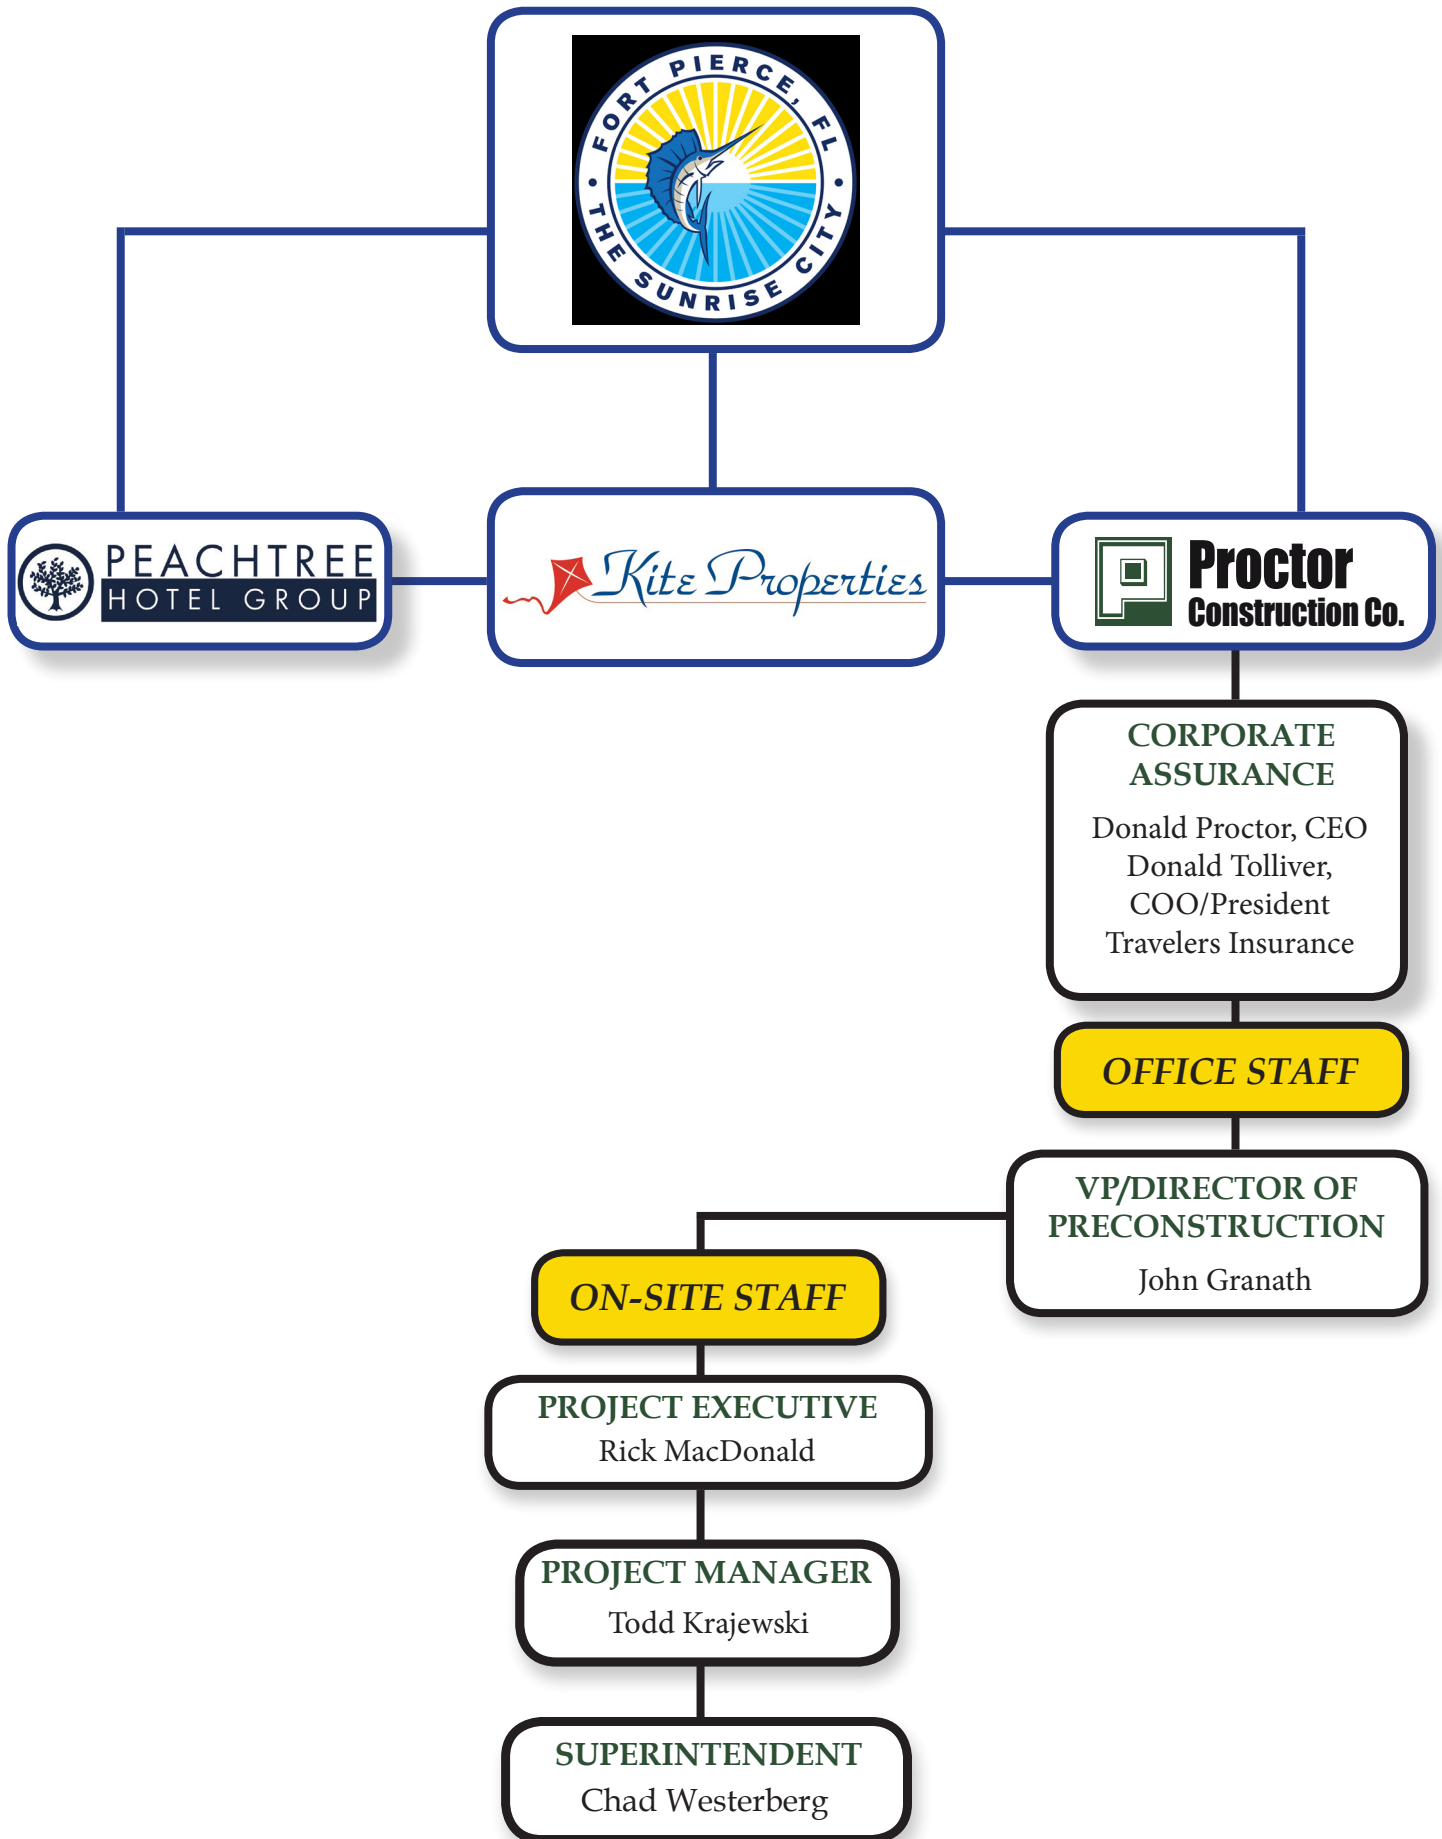 FORT PIERCE, FL
• THE SUNRISE CITY •
PEACHTREE
HOTEL GROUP
Kite Properties
Proctor
Construction Co.
CORPORATE
ASSURANCE
Donald Proctor, CEO
Donald Tolliver,
COO/President
Travelers Insurance
OFFICE STAFF
VP/DIRECTOR OF
PRECONSTRUCTION
John Granath
ON-SITE STAFF
PROJECT EXECUTIVE
Rick MacDonald
PROJECT MANAGER
Todd Krajewski
SUPERINTENDENT
Chad Westerberg